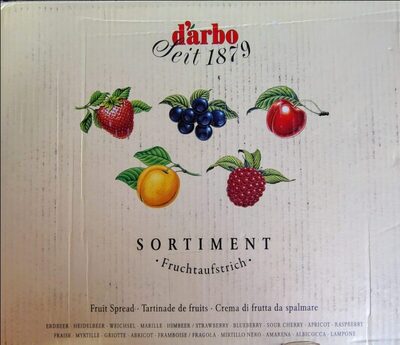 d'arbo
Seit 1879
SORTIMENT
· Fruchtaufstrich ·
Fruit Spread · Tartinade de fruits · Crema di frutta da spalmare
ERDBEER · HEIDELBEER · WEICHSEL · MARILLE · HIMBEER / STRAWBERRY · BLUEBERRY · SOUR CHERRY · APRICOT · RASPBERRY
FRAISE · MYRTILLE · GRIOTTE · ABRICOT · FRAMBOISE / FRAGOLA · MIRTILLO NERO · AMARENA · ALBICOCCA · LAMPONE